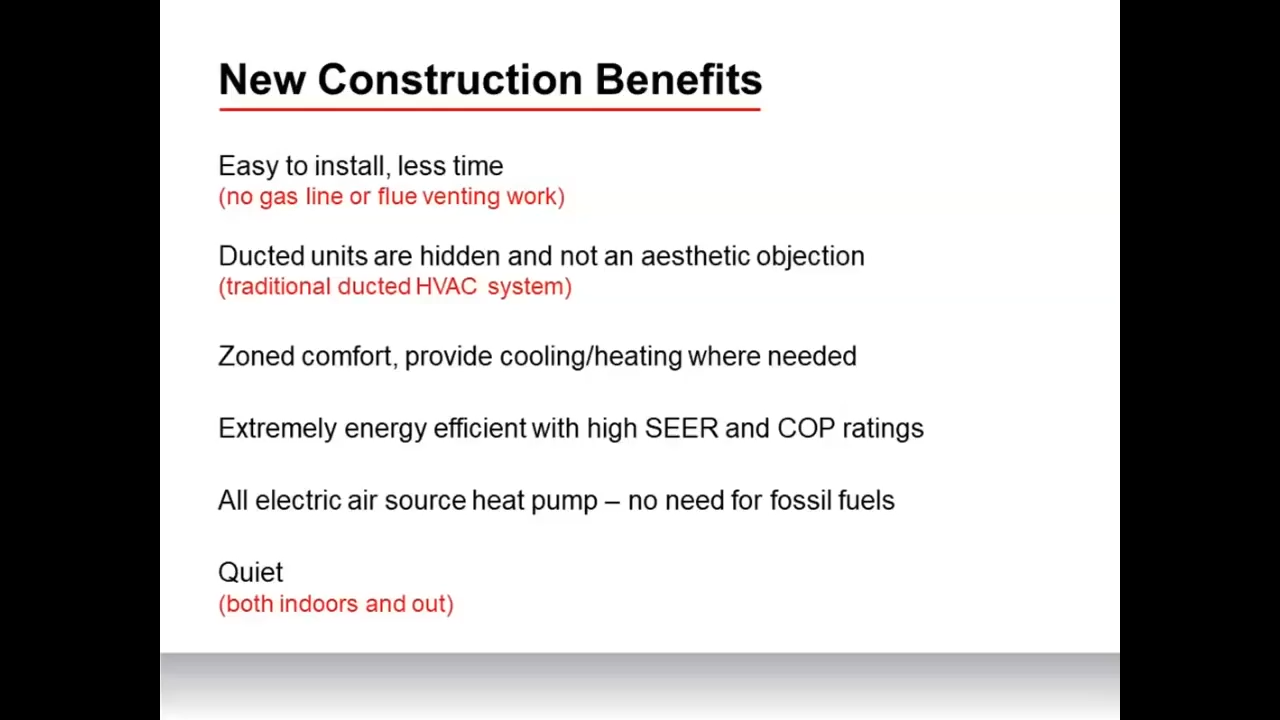 New Construction Benefits
Easy to install, less time
(no gas line or flue venting work)
Ducted units are hidden and not an aesthetic objection
(traditional ducted HVAC system)
Zoned comfort, provide cooling/heating where needed
Extremely energy efficient with high SEER and COP ratings
All electric air source heat pump – no need for fossil fuels
Quiet
(both indoors and out)